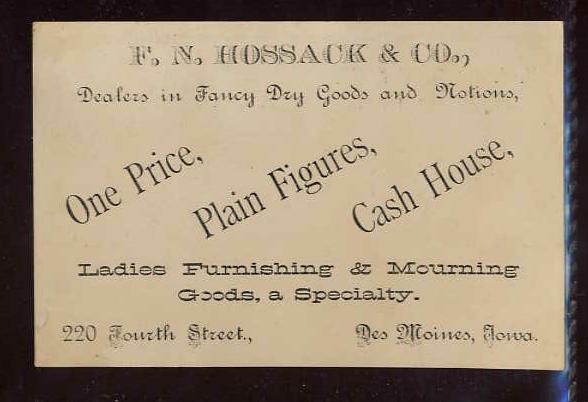 F. N. HOSSACK & CO.,
Dealers in Fancy Dry Goods and Notions,
One Price, Plain Figures, Cash House,
Ladies Furnishing & Mourning
Goods, a Specialty.
220 Fourth Street., Des Moines, Iowa.